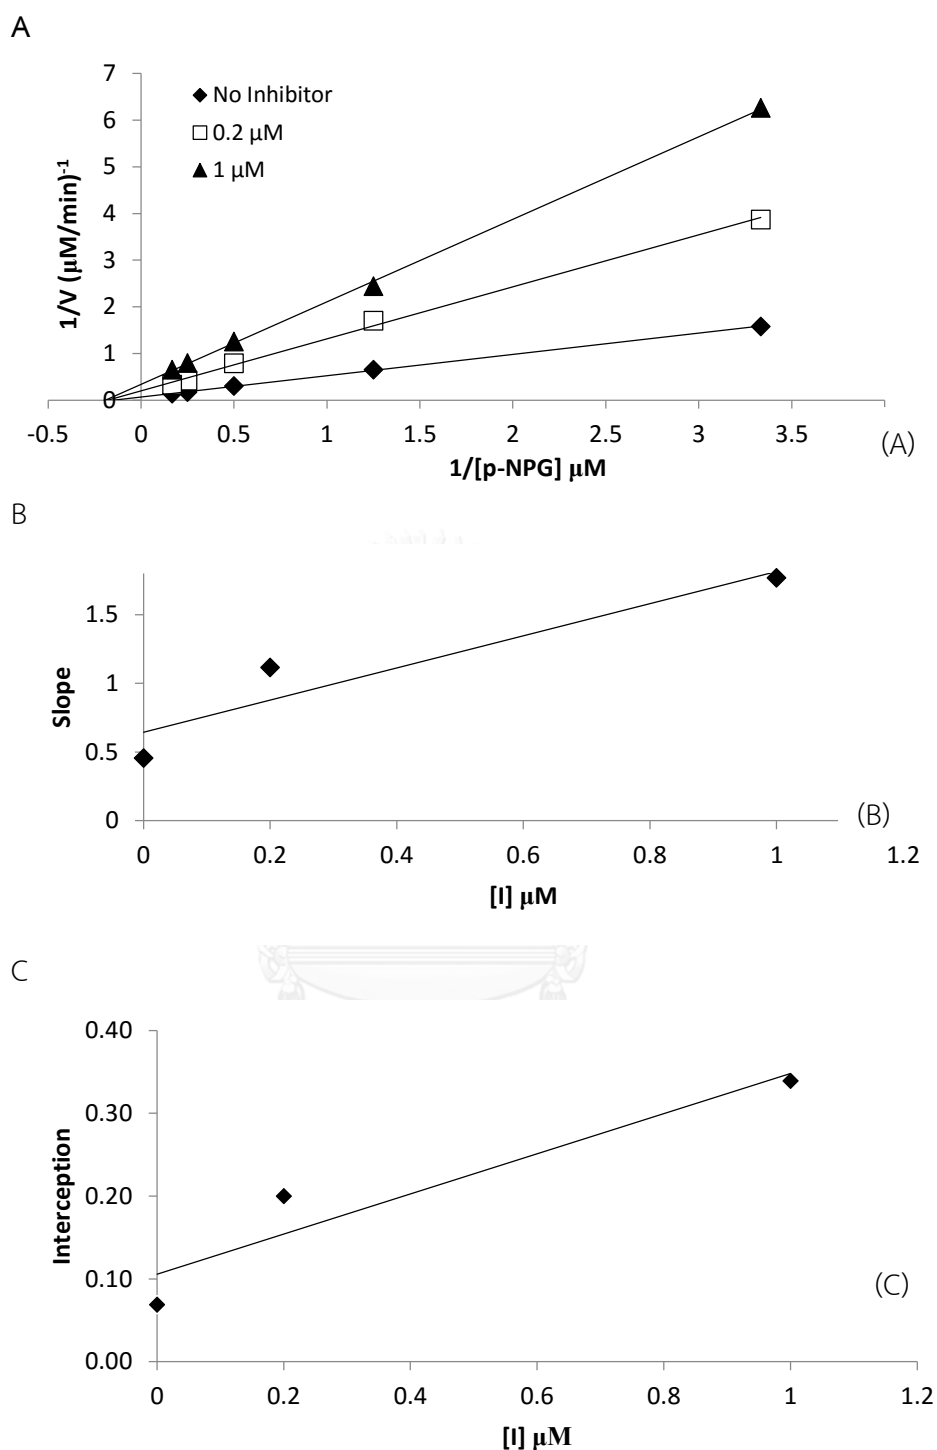 A
7
6
5
4
3
2
1
0
No Inhibitor
0.2 µM
1 µM
1/V (µM/min)⁻¹
-0.5 0 0.5 1 1.5 2 2.5 3 3.5
1/[p-NPG] µM
(A)
B
1.5
1
0.5
0
Slope
0 0.2 0.4 0.6 0.8 1 1.2
[I] µM
(B)
C
0.40
0.30
0.20
0.10
0.00
Interception
0 0.2 0.4 0.6 0.8 1 1.2
[I] µM
(C)